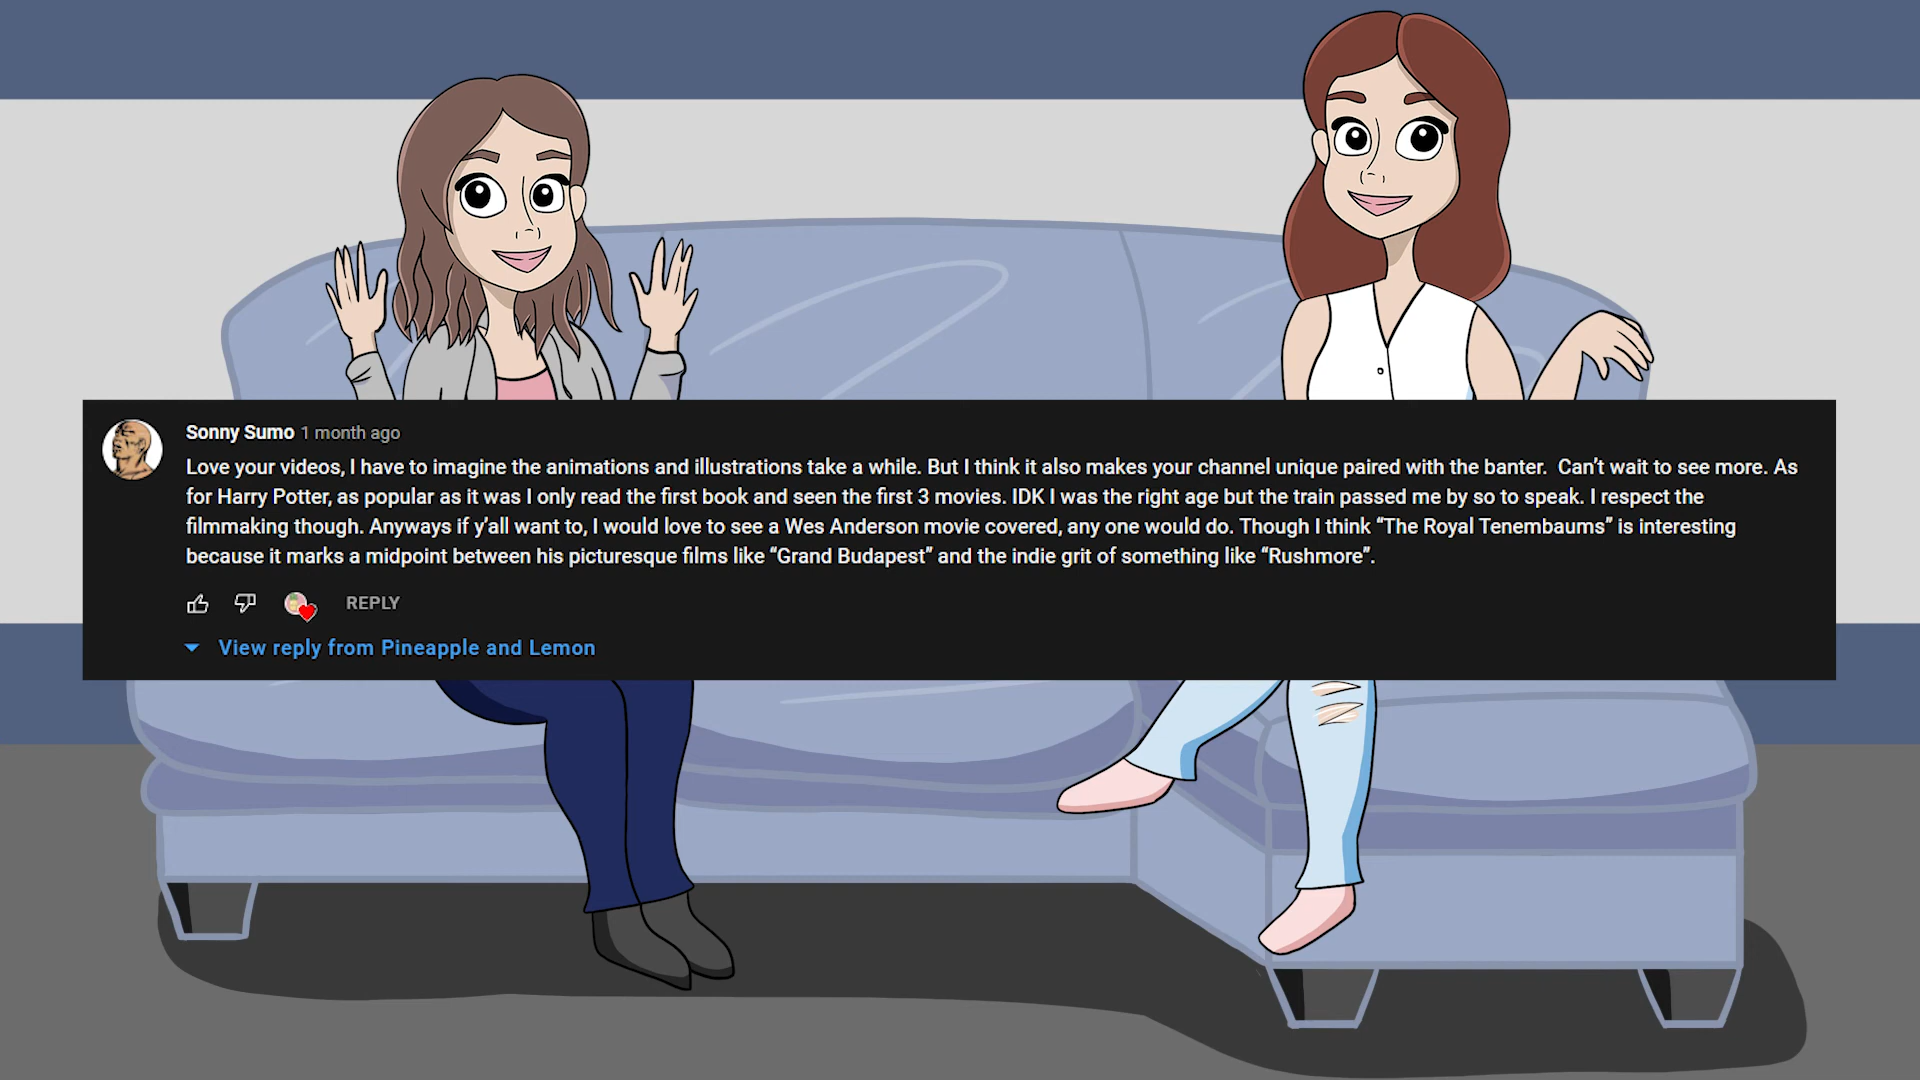 Sonny Sumo 1 month ago
Love your videos, I have to imagine the animations and illustrations take a while. But I think it also makes your channel unique paired with the banter.  Can’t wait to see more. As
for Harry Potter, as popular as it was I only read the first book and seen the first 3 movies. IDK I was the right age but the train passed me by so to speak. I respect the
filmmaking though. Anyways if y’all want to, I would love to see a Wes Anderson movie covered, any one would do. Though I think “The Royal Tenembaums” is interesting
because it marks a midpoint between his picturesque films like “Grand Budapest” and the indie grit of something like “Rushmore”.
REPLY
View reply from Pineapple and Lemon